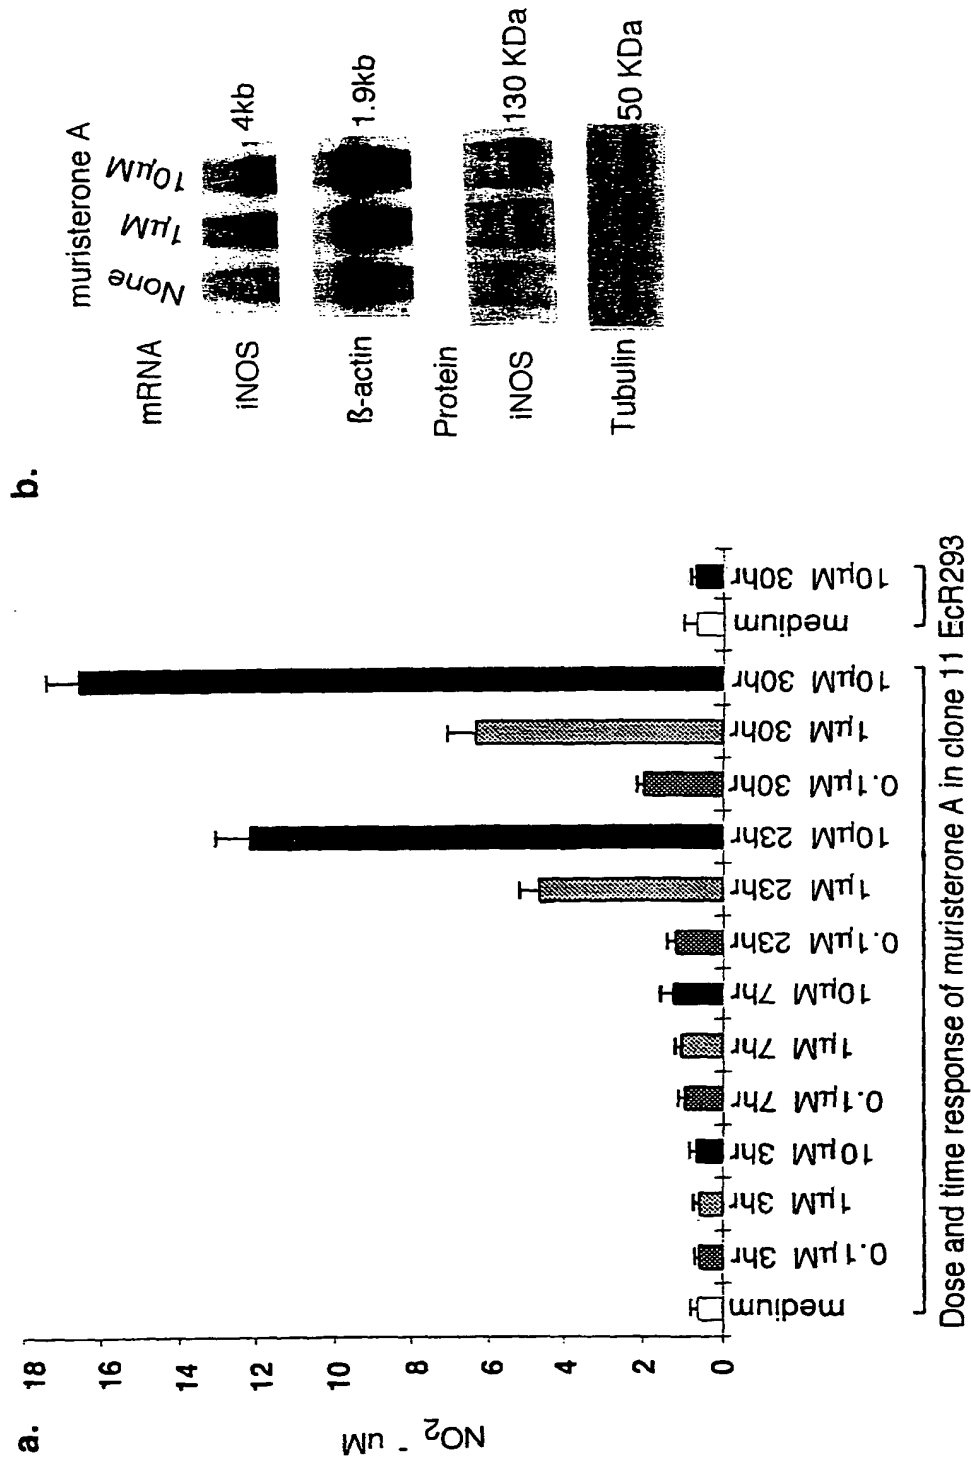 a.
NO2- uM
18
16
14
12
10
8
6
4
2
0
medium
0.1µM 3hr
1µM 3hr
10µM 3hr
0.1µM 7hr
1µM 7hr
10µM 7hr
0.1µM 23hr
1µM 23hr
10µM 23hr
0.1µM 30hr
1µM 30hr
10µM 30hr
medium
10µM 30hr
Dose and time response of muristerone A in clone 11 EcR293
b.
muristerone A
mRNA None 1µM 10µM
iNOS 4kb
ß-actin 1.9kb
Protein
iNOS 130 KDa
Tubulin 50 KDa